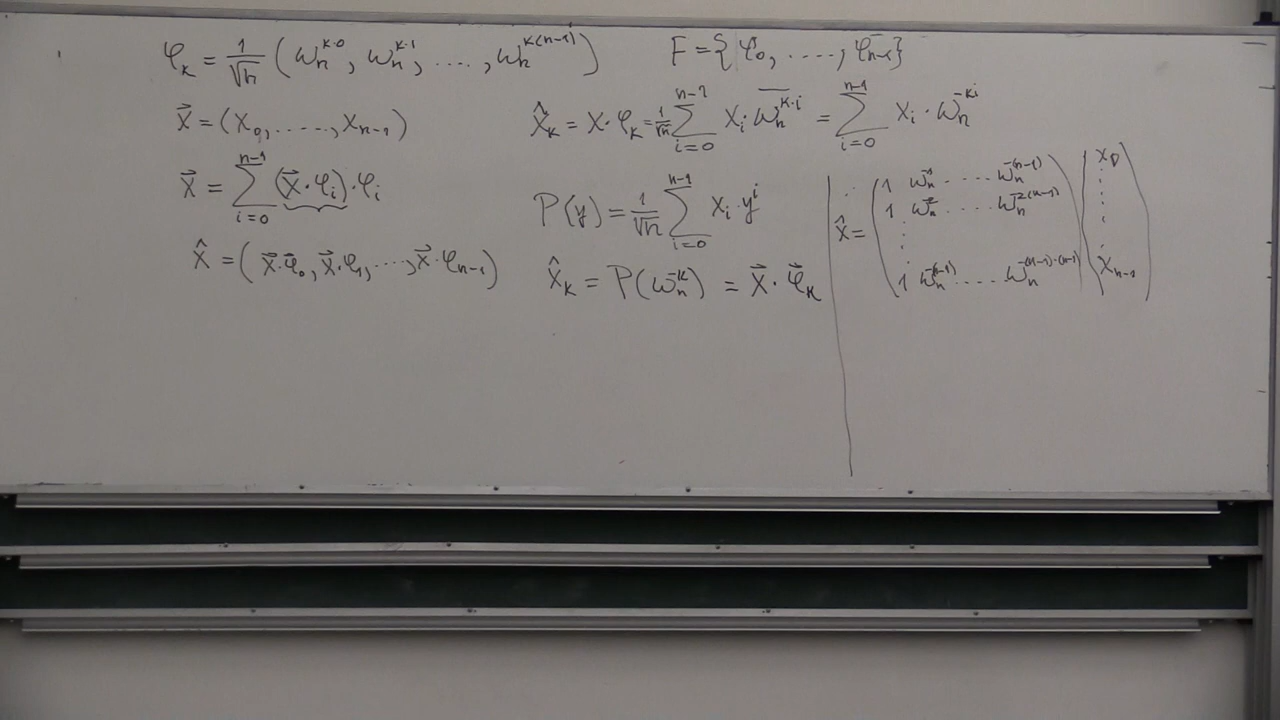 φ_k = 1/√n ( ω_n^{k·0}, ω_n^{k·1}, ...., ω_n^{k(n-1)} )
F = { φ_0, ....., φ_{n-1} }
x⃗ = (x_0, ......, x_{n-1})
x⃗ = ∑_{i=0}^{n-1} (x⃗·φ_i)·φ_i
x̂ = ( x⃗·φ⃗_0, x⃗·φ_1, ....., x⃗·φ_{n-1} )
x̂_k = x·φ_k = 1/√n ∑_{i=0}^{n-1} x_i · \overline{ω_n^{k·i}} = ∑_{i=0}^{n-1} x_i · ω_n^{-ki}
P(y) = 1/√n ∑_{i=0}^{n-1} x_i · y^i
x̂_k = P(ω_n^{-k}) = x⃗ · φ⃗_k
1 ω_n^{-1} ..... ω_n^{-(n-1)} x_0
x̂ = 1 ω_n^{-2} ..... ω_n^{-2(n-1)}
1 ω_n^{-(n-1)} ..... ω_n^{-(n-1)·(n-1)} x_{n-1}